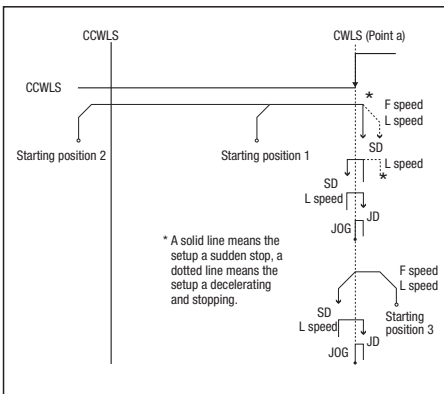 CCWLS
CWLS (Point a)
CCWLS
*
F speed
L speed
Starting position 2
Starting position 1
SD
L speed
SD
*
L speed
JD
JOG
* A solid line means the
setup a sudden stop, a
dotted line means the
setup a decelerating
and stopping.
F speed
L speed
SD
Starting
position 3
L speed
JD
JOG